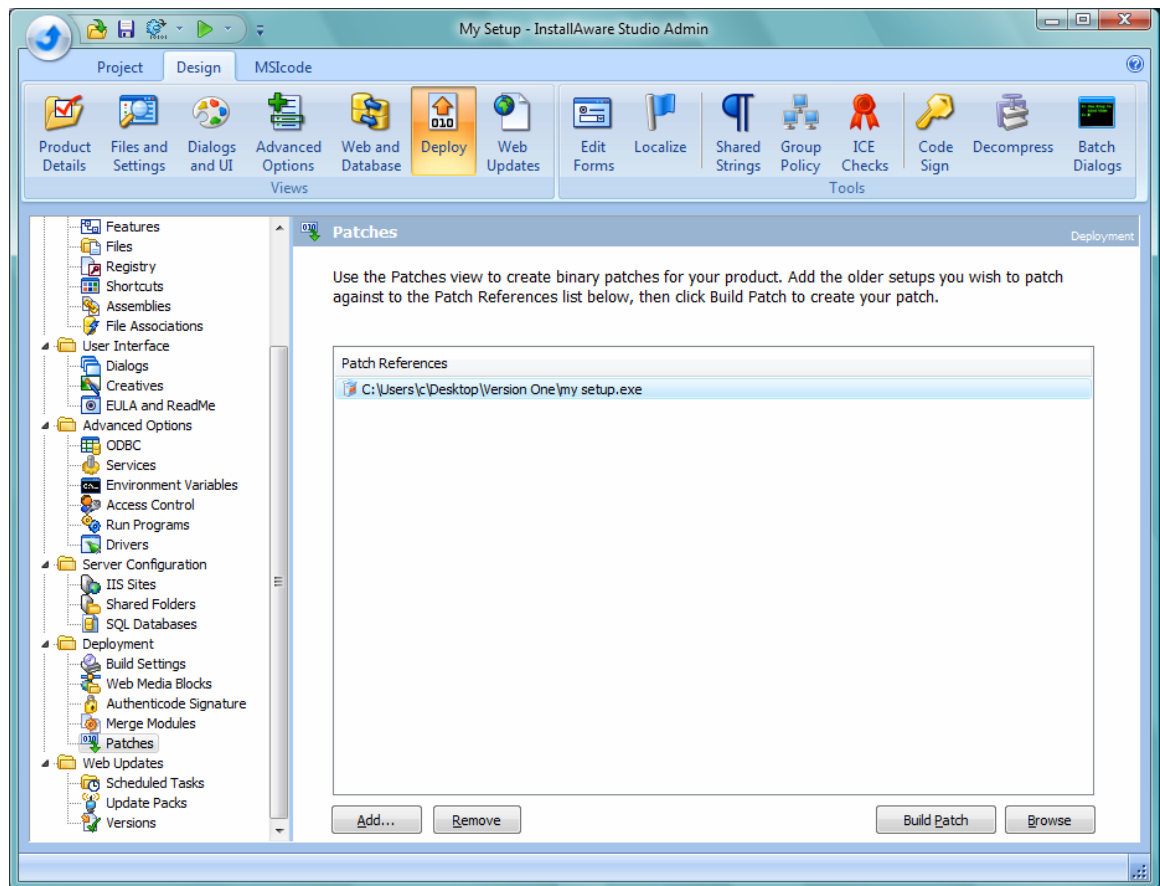 My Setup - InstallAware Studio Admin
Project Design MSIcode
Product Details
Files and Settings
Dialogs and UI
Advanced Options
Web and Database
Deploy
Web Updates
Edit Forms
Localize
Shared Strings
Group Policy
ICE Checks
Code Sign
Decompress
Batch Dialogs
Views
Tools
Features
Files
Registry
Shortcuts
Assemblies
File Associations
User Interface
Dialogs
Creatives
EULA and ReadMe
Advanced Options
ODBC
Services
Environment Variables
Access Control
Run Programs
Drivers
Server Configuration
IIS Sites
Shared Folders
SQL Databases
Deployment
Build Settings
Web Media Blocks
Authenticode Signature
Merge Modules
Patches
Web Updates
Scheduled Tasks
Update Packs
Versions
Patches
Deployment
Use the Patches view to create binary patches for your product. Add the older setups you wish to patch
against to the Patch References list below, then click Build Patch to create your patch.
Patch References
C:\Users\c\Desktop\Version One\my setup.exe
Add... Remove Build Patch Browse